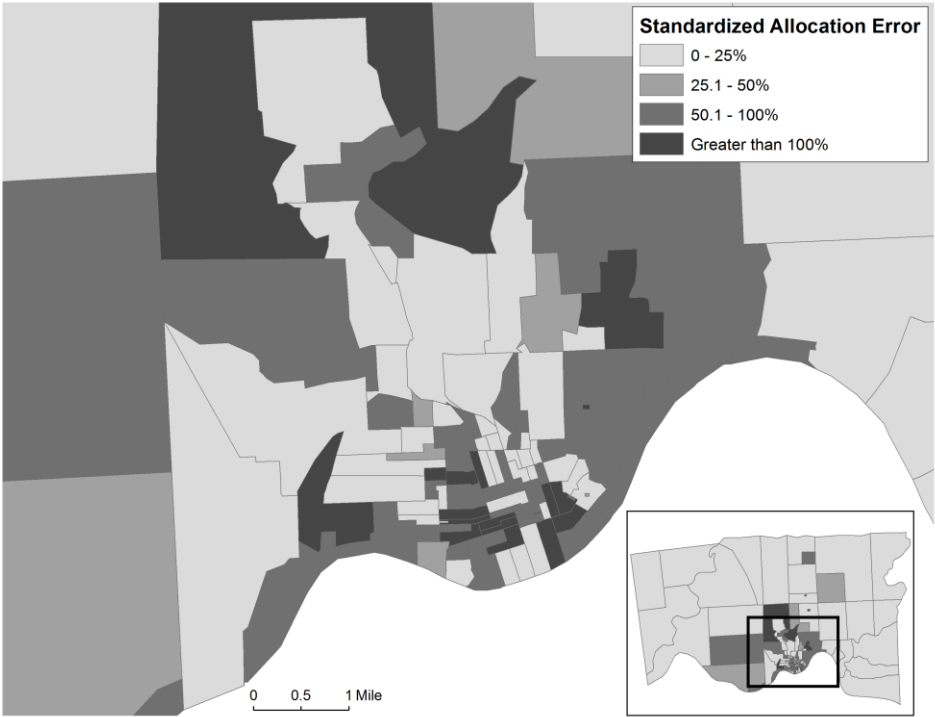 Standardized Allocation Error
0 - 25%
25.1 - 50%
50.1 - 100%
Greater than 100%
0 0.5 1 Mile